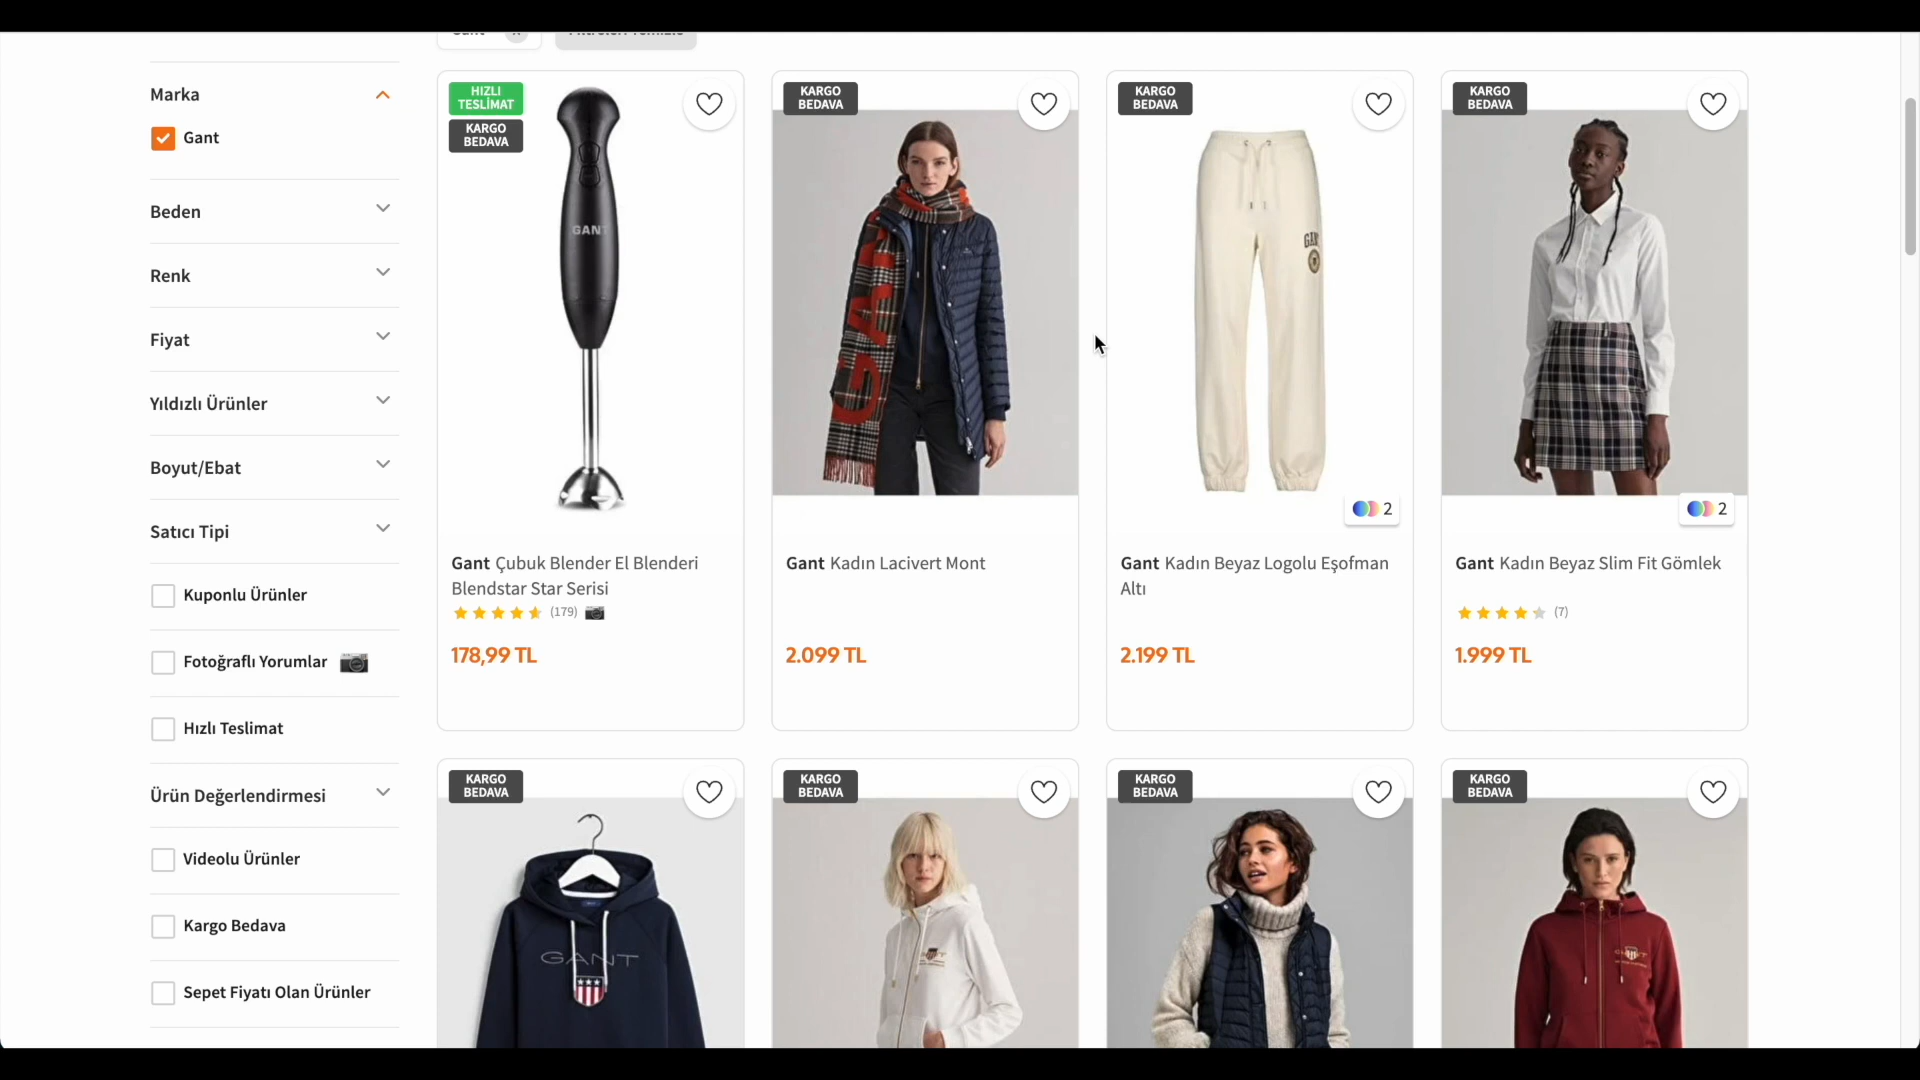 Marka
Gant
Beden
Renk
Fiyat
Yıldızlı Ürünler
Boyut/Ebat
Satıcı Tipi
Kuponlu Ürünler
Fotoğraflı Yorumlar
Hızlı Teslimat
Ürün Değerlendirmesi
Videolu Ürünler
Kargo Bedava
Sepet Fiyatı Olan Ürünler
HIZLI
TESLİMAT
KARGO
BEDAVA
GANT
Gant Çubuk Blender El Blenderi
Blendstar Star Serisi
(179)
178,99 TL
KARGO
BEDAVA
GANT
Gant Kadın Lacivert Mont
2.099 TL
KARGO
BEDAVA
2
Gant Kadın Beyaz Logolu Eşofman
Altı
2.199 TL
KARGO
BEDAVA
2
Gant Kadın Beyaz Slim Fit Gömlek
(7)
1.999 TL
KARGO
BEDAVA
GANT
KARGO
BEDAVA
KARGO
BEDAVA
KARGO
BEDAVA